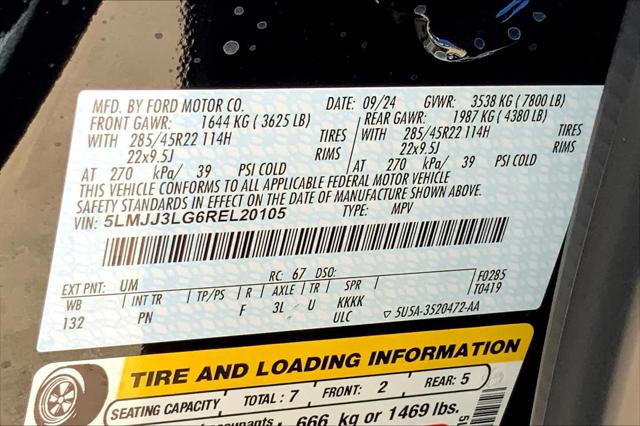 MFD. BY FORD MOTOR CO. DATE: 09/24 GVWR: 3538 KG ( 7800 LB)
FRONT GAWR: 1644 KG ( 3625 LB) REAR GAWR: 1987 KG ( 4380 LB)
WITH 285/45R22 114H TIRES WITH 285/45R22 114H TIRES
22x9.5J RIMS 22x9.5J RIMS
AT 270 kPa/ 39 PSI COLD AT 270 kPa/ 39 PSI COLD
THIS VEHICLE CONFORMS TO ALL APPLICABLE FEDERAL MOTOR VEHICLE
SAFETY STANDARDS IN EFFECT ON THE DATE OF MANUFACTURE SHOWN ABOVE.
VIN: 5LMJJ3LG6REL20105 TYPE: MPV
EXT PNT: UM RC: 67 DSO: F0285
WB INT TR TP/PS R AXLE TR SPR T0419
132 PN F 3L U KKKK
ULC 5U5A-3520472-AA
TIRE AND LOADING INFORMATION
SEATING CAPACITY TOTAL : 7 FRONT: 2 REAR: 5
666 kg or 1469 lbs.